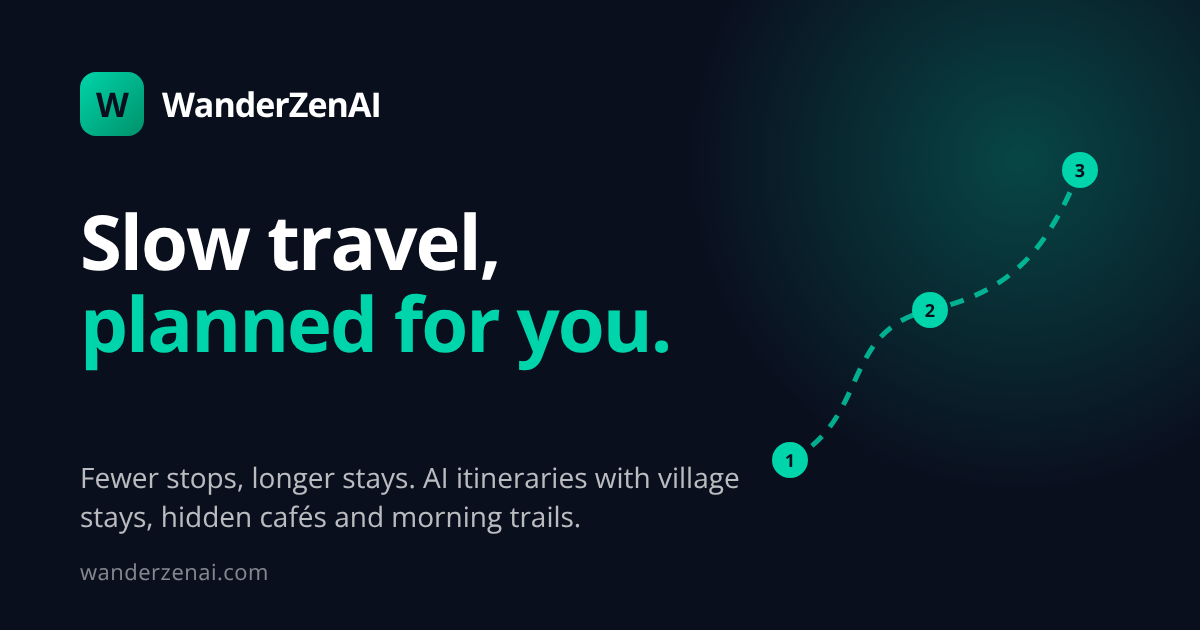 W
WanderZenAI
Slow travel,
planned for you.
Fewer stops, longer stays. AI itineraries with village
stays, hidden cafés and morning trails.
wanderzenai.com
1
2
3